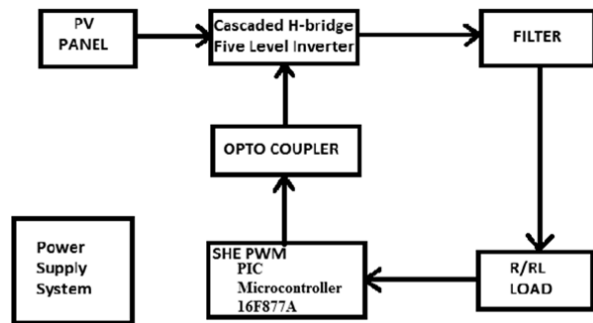 PV
PANEL
Cascaded H-bridge
Five Level Inverter
FILTER
OPTO COUPLER
Power
Supply
System
SHE PWM
PIC
Microcontroller
16F877A
R/RL
LOAD